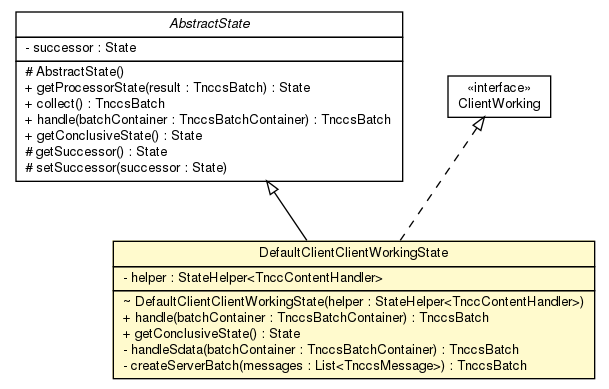 AbstractState
- successor : State
# AbstractState()
+ getProcessorState(result : TnccsBatch) : State
+ collect() : TnccsBatch
+ handle(batchContainer : TnccsBatchContainer) : TnccsBatch
+ getConclusiveState() : State
# getSuccessor() : State
# setSuccessor(successor : State)
«interface»
ClientWorking
DefaultClientClientWorkingState
- helper : StateHelper<TnccContentHandler>
~ DefaultClientClientWorkingState(helper : StateHelper<TnccContentHandler>)
+ handle(batchContainer : TnccsBatchContainer) : TnccsBatch
+ getConclusiveState() : State
- handleSdata(batchContainer : TnccsBatchContainer) : TnccsBatch
- createServerBatch(messages : List<TnccsMessage>) : TnccsBatch